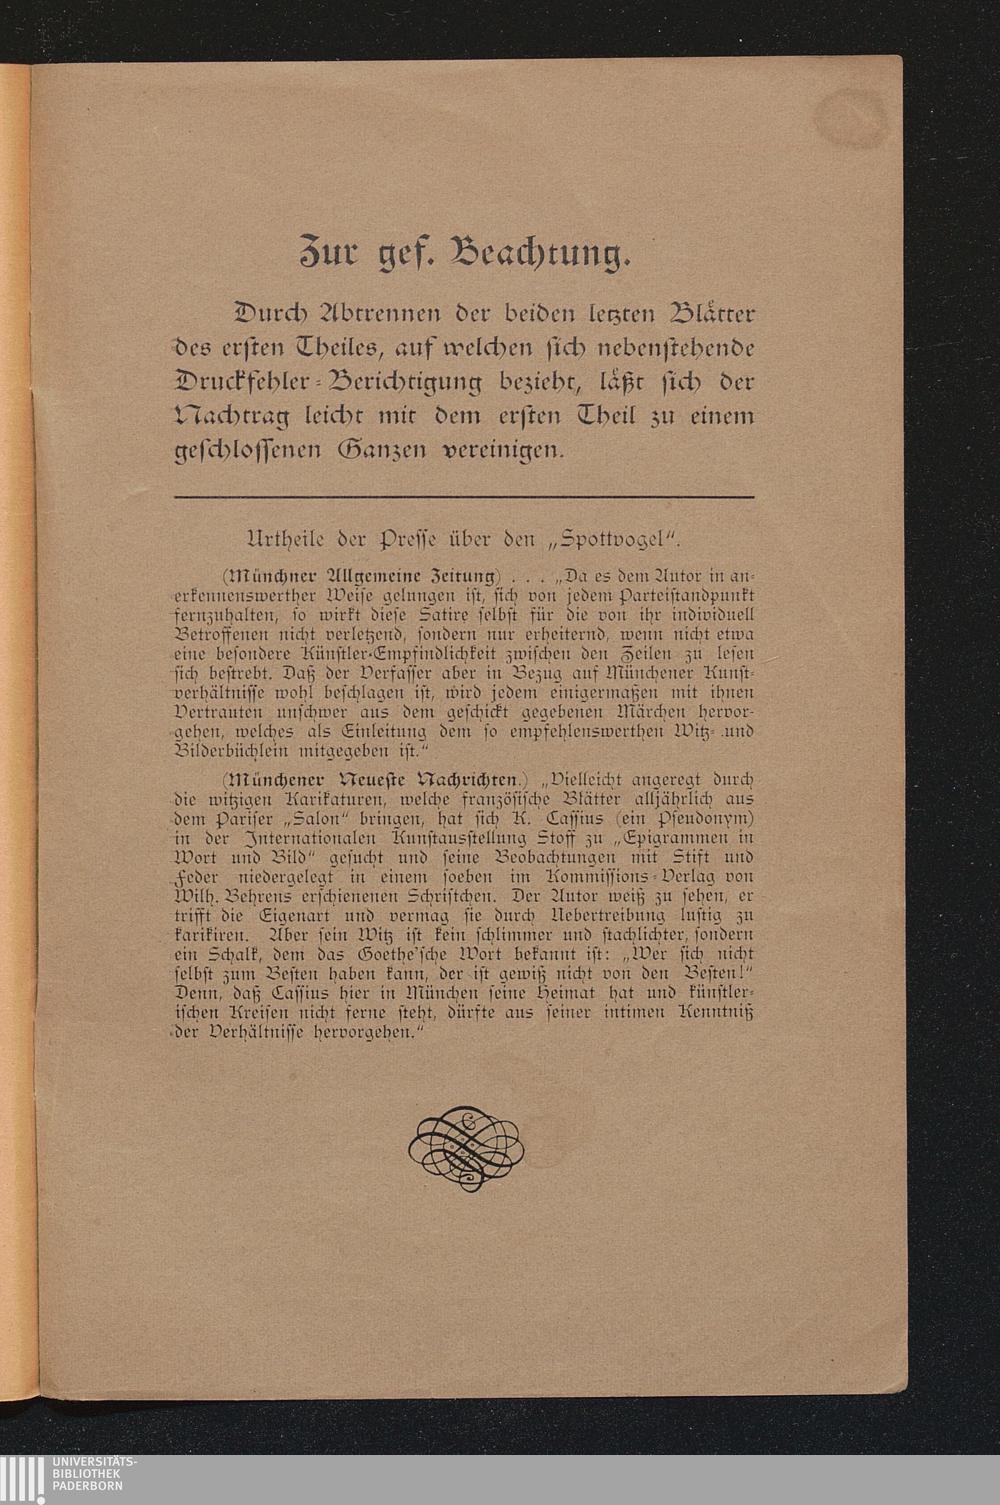 Zur gef. Beachtung.
Durch Abtrennen der beiden letzten Blätter
des ersten Theiles, auf welchen sich nebenstehende
Druckfehler-Berichtigung bezieht, läßt sich der
Nachtrag leicht mit dem ersten Theil zu einem
geschlossenen Ganzen vereinigen.
Urtheile der Presse über den „Spottvogel“.
(Münchner Allgemeine Zeitung) . . . „Da es dem Autor in an-
erkennenswerther Weise gelungen ist, sich von jedem Parteistandpunkt
fernzuhalten, so wirkt diese Satire selbst für die von ihr individuell
Betroffenen nicht verletzend, sondern nur erheiternd, wenn nicht etwa
eine besondere Künstler-Empfindlichkeit zwischen den Zeilen zu lesen
sich bestrebt. Daß der Verfasser aber in Bezug auf Münchener Kunst-
verhältnisse wohl beschlagen ist, wird jedem einigermaßen mit ihnen
Vertrauten unschwer aus dem geschickt gegebenen Märchen hervor-
gehen, welches als Einleitung dem so empfehlenswerthen Witz- und
Bilderbüchlein mitgegeben ist.“
(Münchener Neueste Nachrichten.) „Vielleicht angeregt durch
die witzigen Karikaturen, welche französische Blätter alljährlich aus
dem Pariser „Salon“ bringen, hat sich K. Cassius (ein Pseudonym)
in der Internationalen Kunstausstellung Stoff zu „Epigrammen in
Wort und Bild“ gesucht und seine Beobachtungen mit Stift und
Feder niedergelegt in einem soeben im Kommissions-Verlag von
Wilh. Behrens erschienenen Schriftchen. Der Autor weiß zu sehen, er
trifft die Eigenart und vermag sie durch Uebertreibung lustig zu
karikiren. Aber sein Witz ist kein schlimmer und stachlichter, sondern
ein Schalk, dem das Goethe'sche Wort bekannt ist: „Wer sich nicht
selbst zum Besten haben kann, der ist gewiß nicht von den Besten!“
Denn, daß Cassius hier in München seine Heimat hat und künstler-
ischen Kreisen nicht ferne steht, dürfte aus seiner intimen Kenntniß
der Verhältnisse hervorgehen.“
UNIVERSITÄTS-
BIBLIOTHEK
PADERBORN